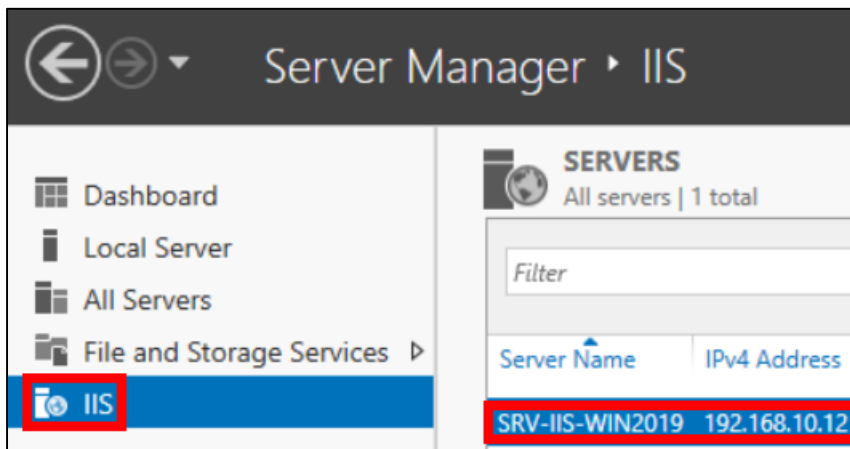 Server Manager ‣ IIS
Dashboard
Local Server
All Servers
File and Storage Services
IIS
SERVERS
All servers | 1 total
Filter
Server Name IPv4 Address
SRV-IIS-WIN2019 192.168.10.12